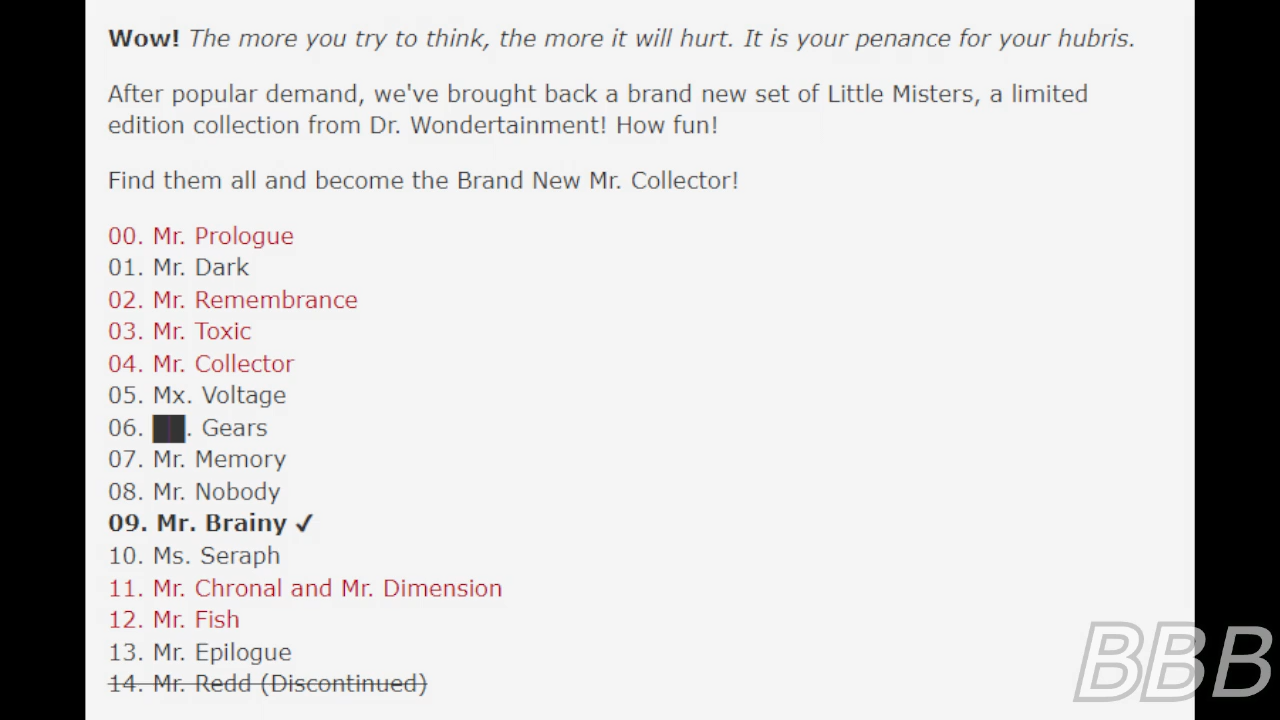 Wow! The more you try to think, the more it will hurt. It is your penance for your hubris.
After popular demand, we've brought back a brand new set of Little Misters, a limited
edition collection from Dr. Wondertainment! How fun!
Find them all and become the Brand New Mr. Collector!
00. Mr. Prologue
01. Mr. Dark
02. Mr. Remembrance
03. Mr. Toxic
04. Mr. Collector
05. Mx. Voltage
06. ██. Gears
07. Mr. Memory
08. Mr. Nobody
09. Mr. Brainy ✓
10. Ms. Seraph
11. Mr. Chronal and Mr. Dimension
12. Mr. Fish
13. Mr. Epilogue
14. Mr. Redd (Discontinued)
BBB